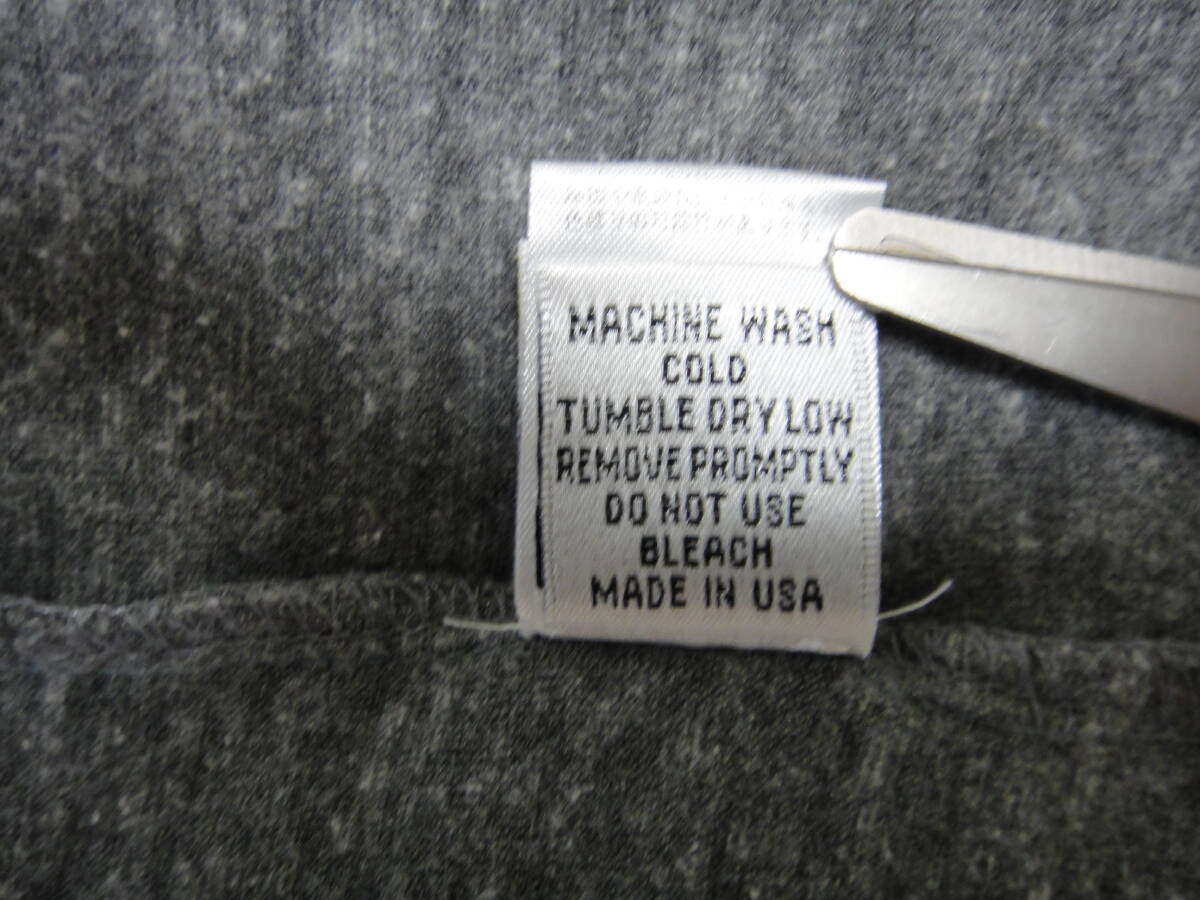 MACHINE WASH
COLD
TUMBLE DRY LOW
REMOVE PROMPTLY
DO NOT USE
BLEACH
MADE IN USA